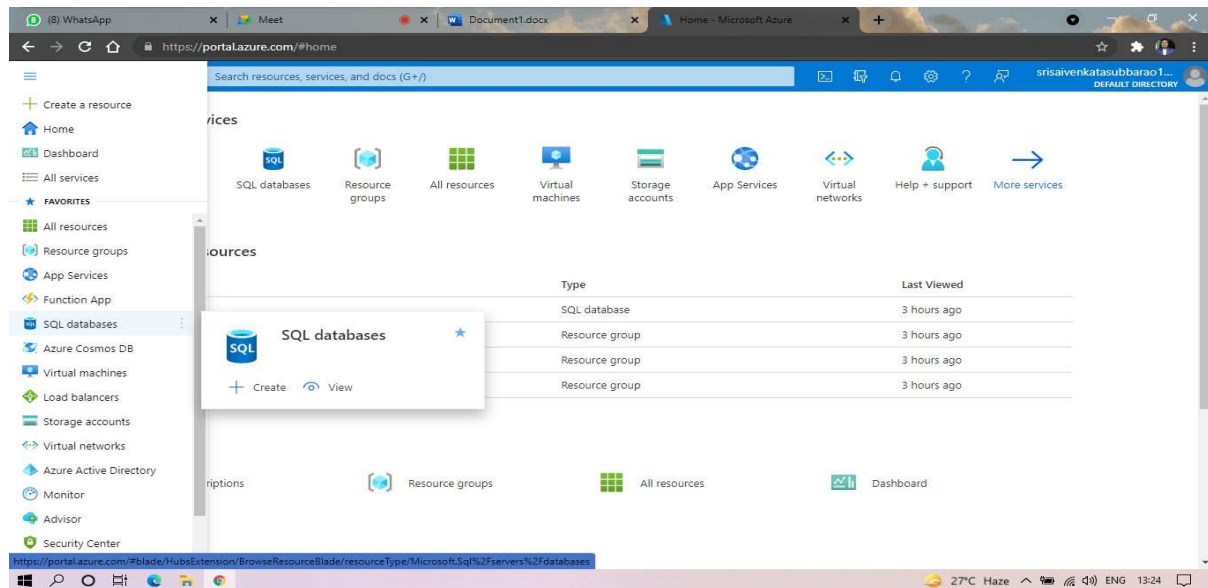 (8) WhatsApp
Meet
Document1.docx
Home - Microsoft Azure
https://portal.azure.com/#home
Search resources, services, and docs (G+/)
srisaivenkatasubbarao1...
DEFAULT DIRECTORY
Create a resource
Home
Dashboard
All services
FAVORITES
All resources
Resource groups
App Services
Function App
SQL databases
Azure Cosmos DB
Virtual machines
Load balancers
Storage accounts
Virtual networks
Azure Active Directory
Monitor
Advisor
Security Center
vices
SQL databases
Resource groups
All resources
Virtual machines
Storage accounts
App Services
Virtual networks
Help + support
More services
ources
Type Last Viewed
SQL database 3 hours ago
Resource group 3 hours ago
Resource group 3 hours ago
Resource group 3 hours ago
SQL
SQL databases
Create View
riptions
Resource groups
All resources
Dashboard
https://portal.azure.com/#blade/HubsExtension/BrowseResourceBlade/resourceType/Microsoft.Sql%2Fservers%2Fdatabases
27°C Haze ENG 13:24